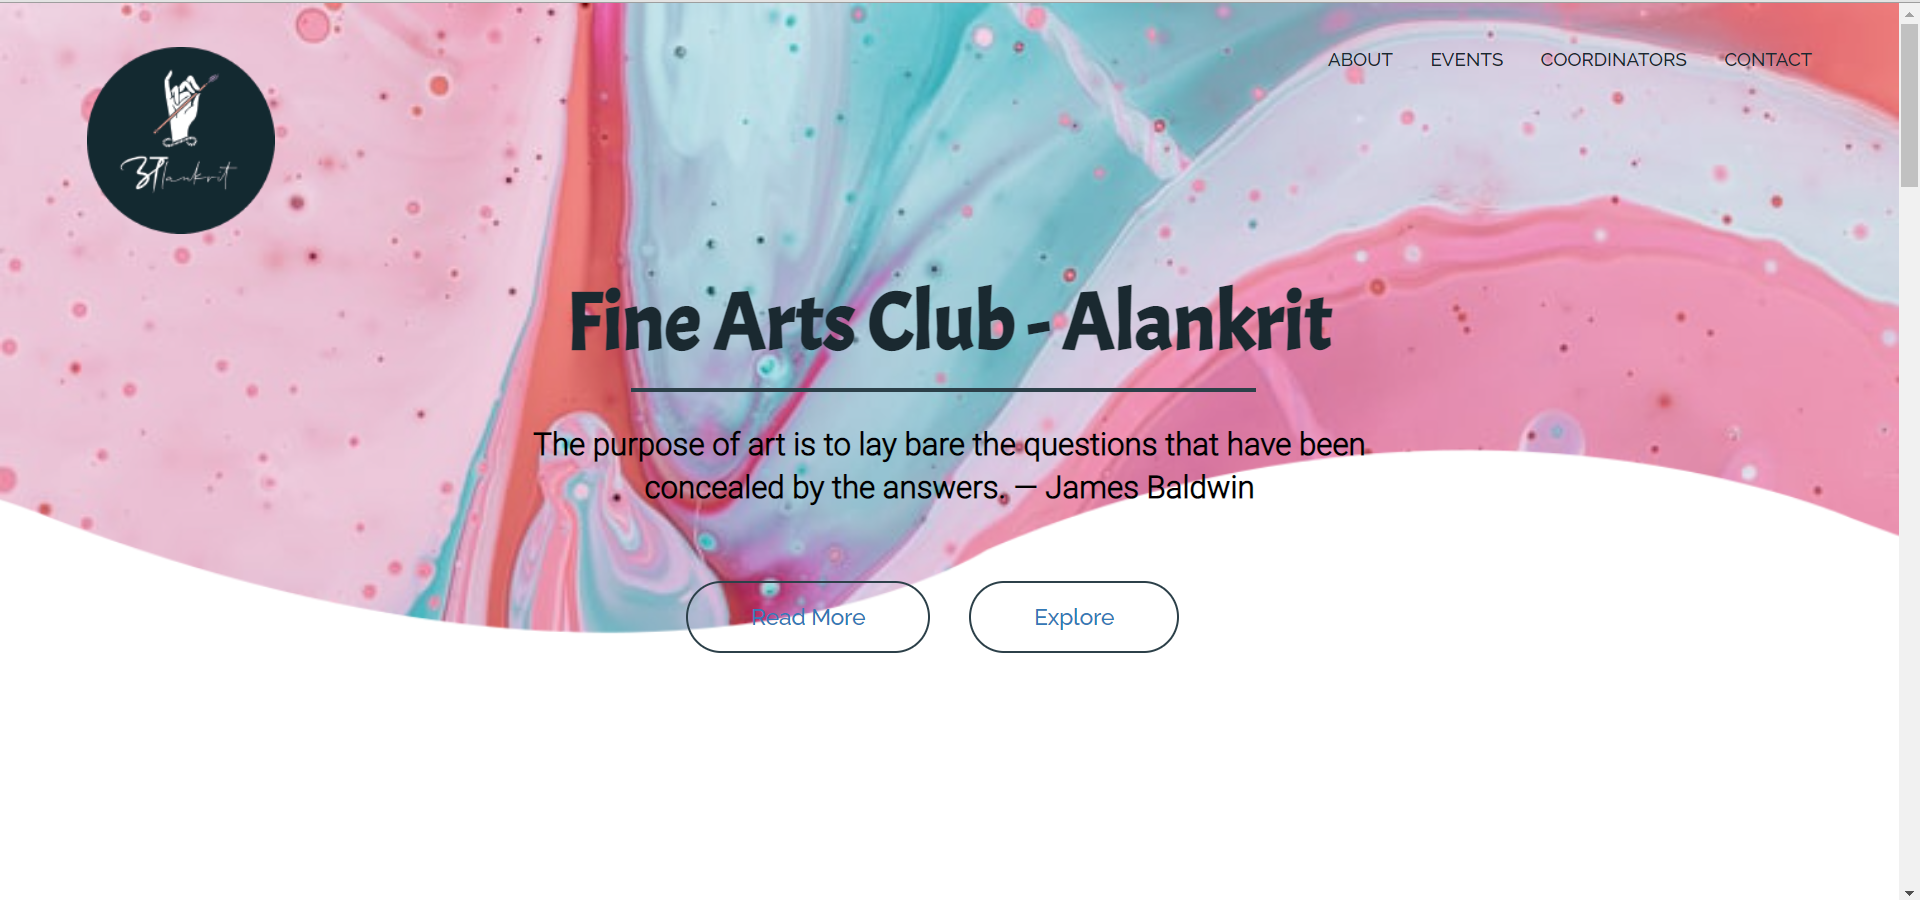 ABOUT EVENTS COORDINATORS CONTACT
Fine Arts Club - Alankrit
The purpose of art is to lay bare the questions that have been
concealed by the answers. — James Baldwin
Read More Explore